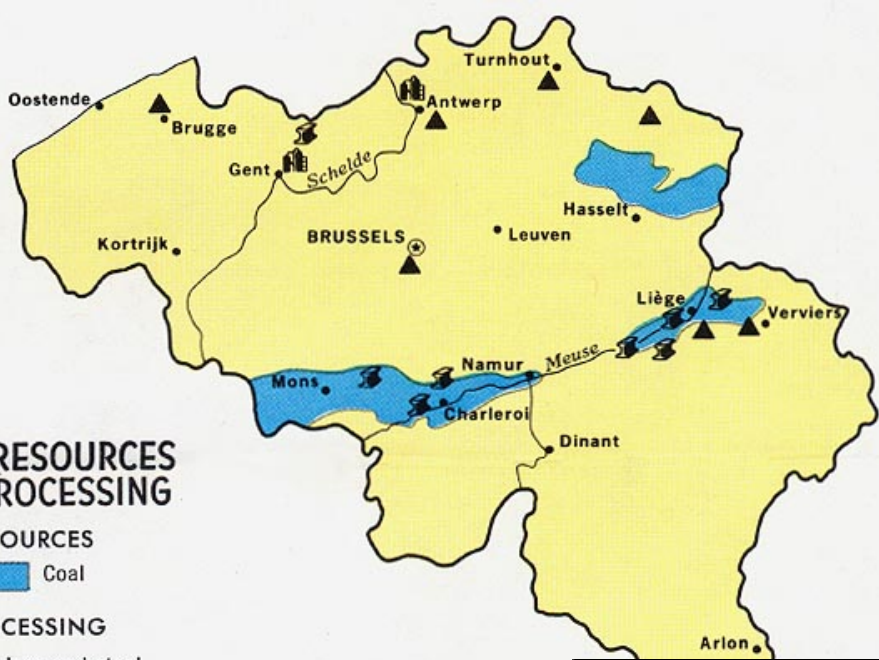 Turnhout
Oostende
Antwerp
Brugge
Gent
Schelde
Hasselt
BRUSSELS
Leuven
Kortrijk
Liège
Verviers
Meuse
Namur
Mons
Charleroi
Dinant
RESOURCES
ROCESSING
OURCES
Coal
CESSING
Arlon